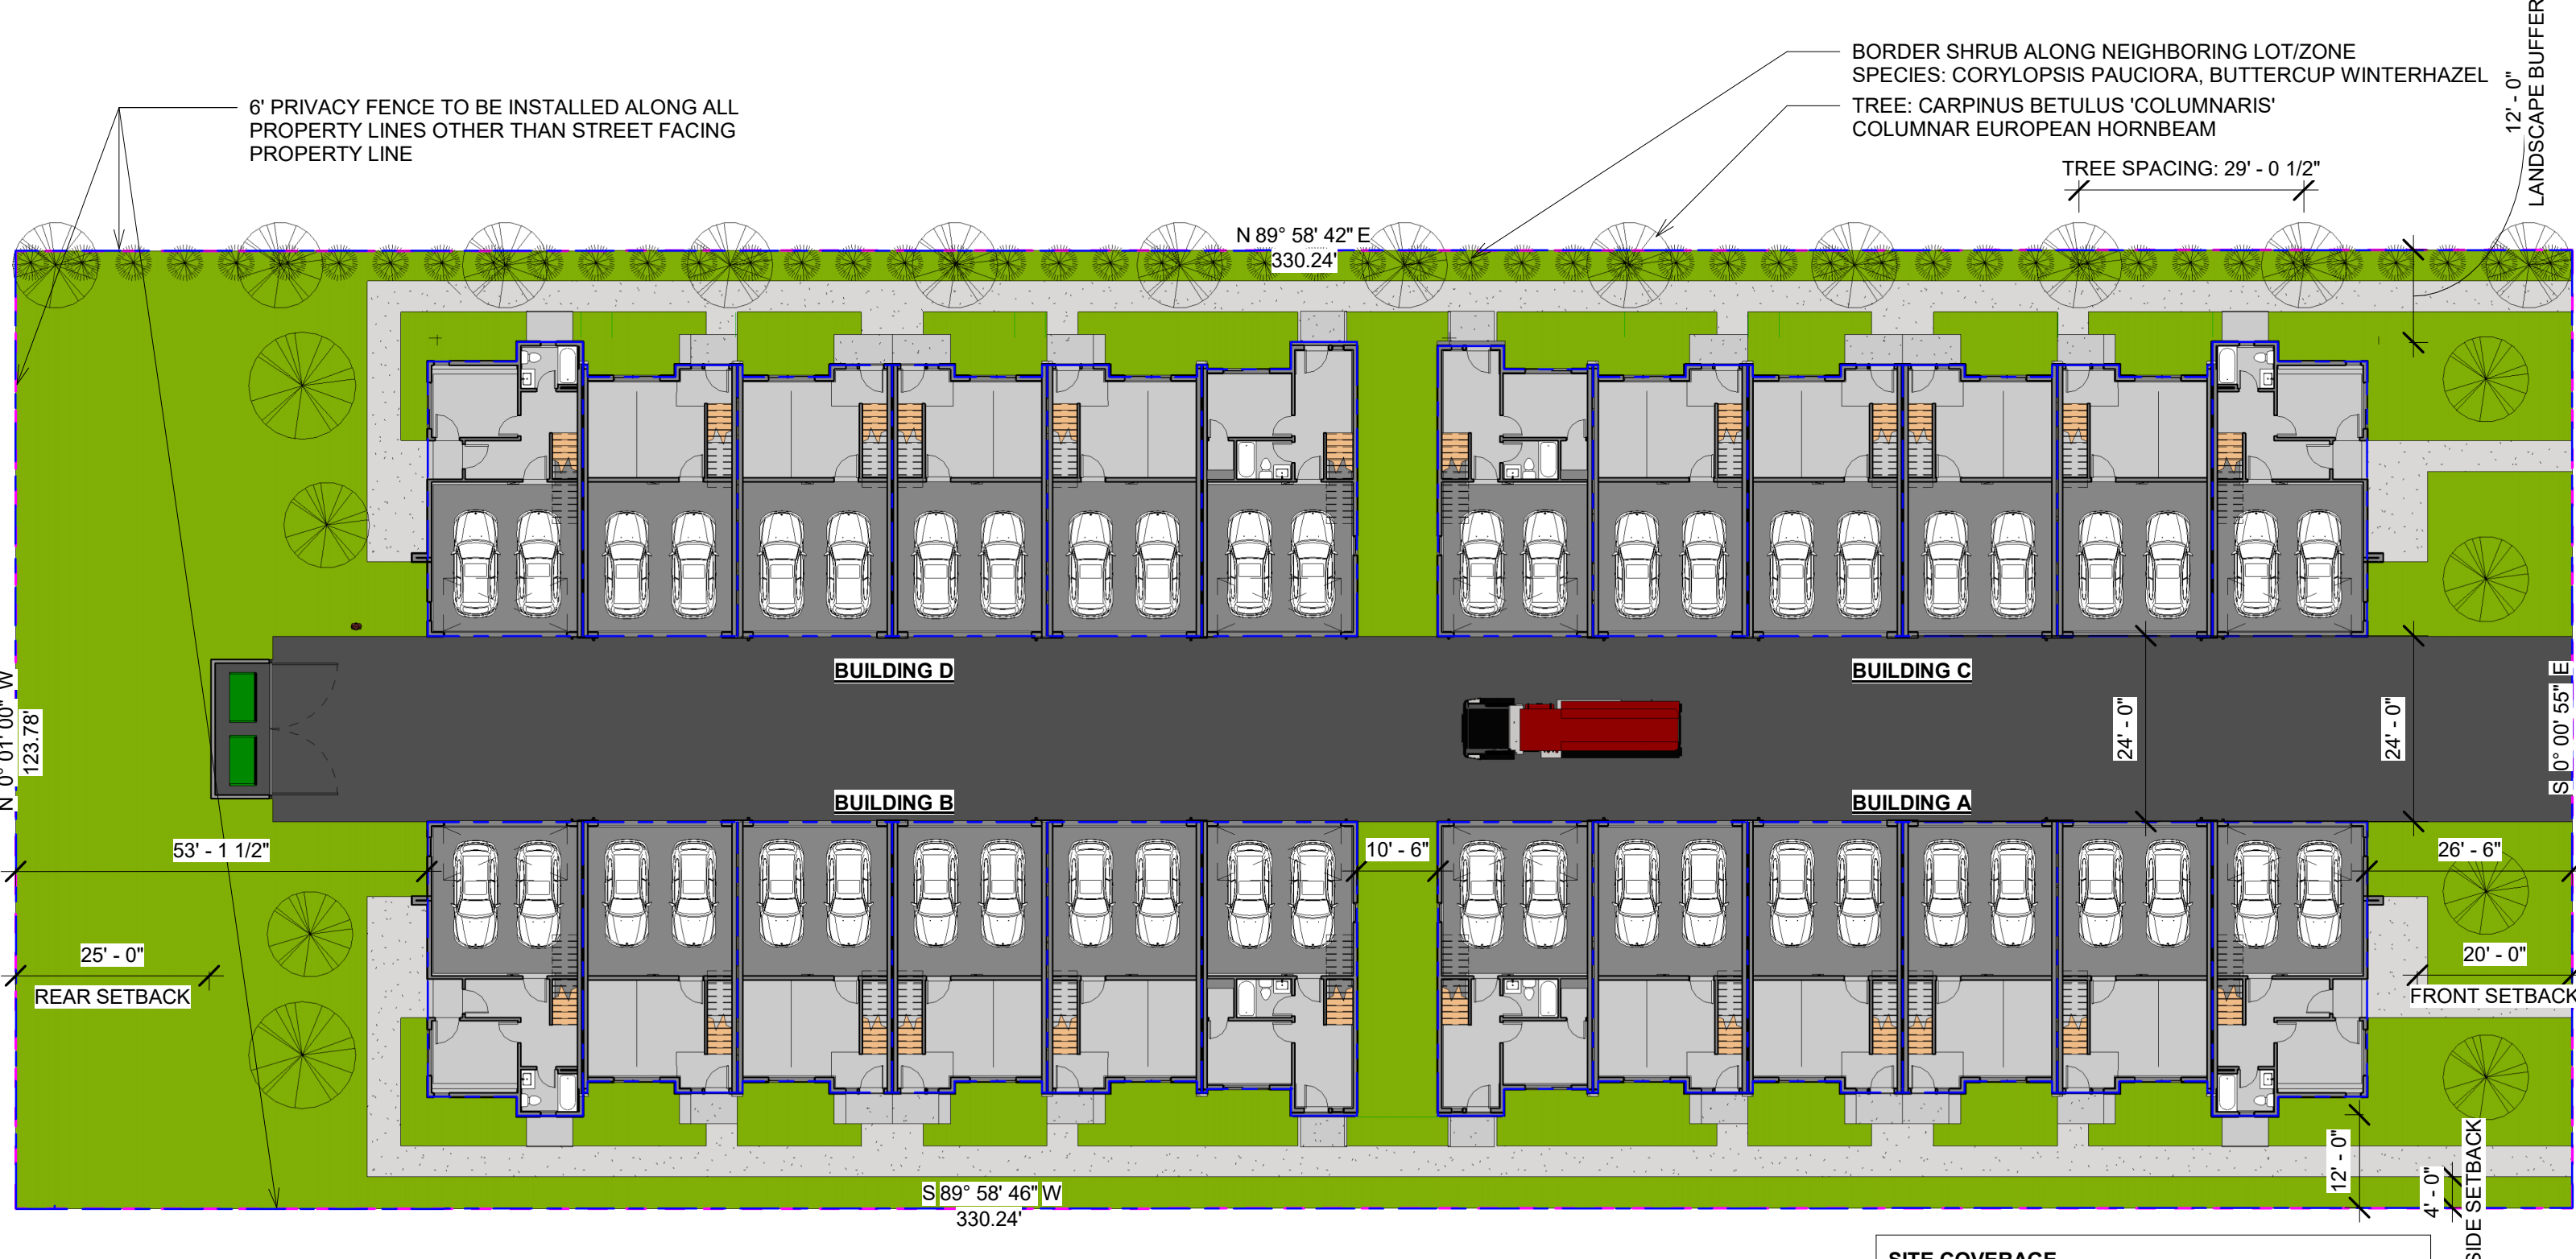 BORDER SHRUB ALONG NEIGHBORING LOT/ZONE
SPECIES: CORYLOPSIS PAUCIORA, BUTTERCUP WINTERHAZEL
6' PRIVACY FENCE TO BE INSTALLED ALONG ALL
PROPERTY LINES OTHER THAN STREET FACING
PROPERTY LINE
TREE: CARPINUS BETULUS 'COLUMNARIS'
COLUMNAR EUROPEAN HORNBEAM
12' - 0"
LANDSCAPE BUFFER
TREE SPACING: 29' - 0 1/2"
N 89° 58' 42" E
330.24'
BUILDING D
BUILDING C
N 0° 01' 00" W
123.78'
24' - 0"
24' - 0"
S 0° 00' 55" E
BUILDING B
BUILDING A
53' - 1 1/2"
10' - 6"
26' - 6"
25' - 0"
REAR SETBACK
20' - 0"
FRONT SETBACK
12' - 0"
4' - 0"
SIDE SETBACK
S 89° 58' 46" W
330.24'
SITE COVERAGE